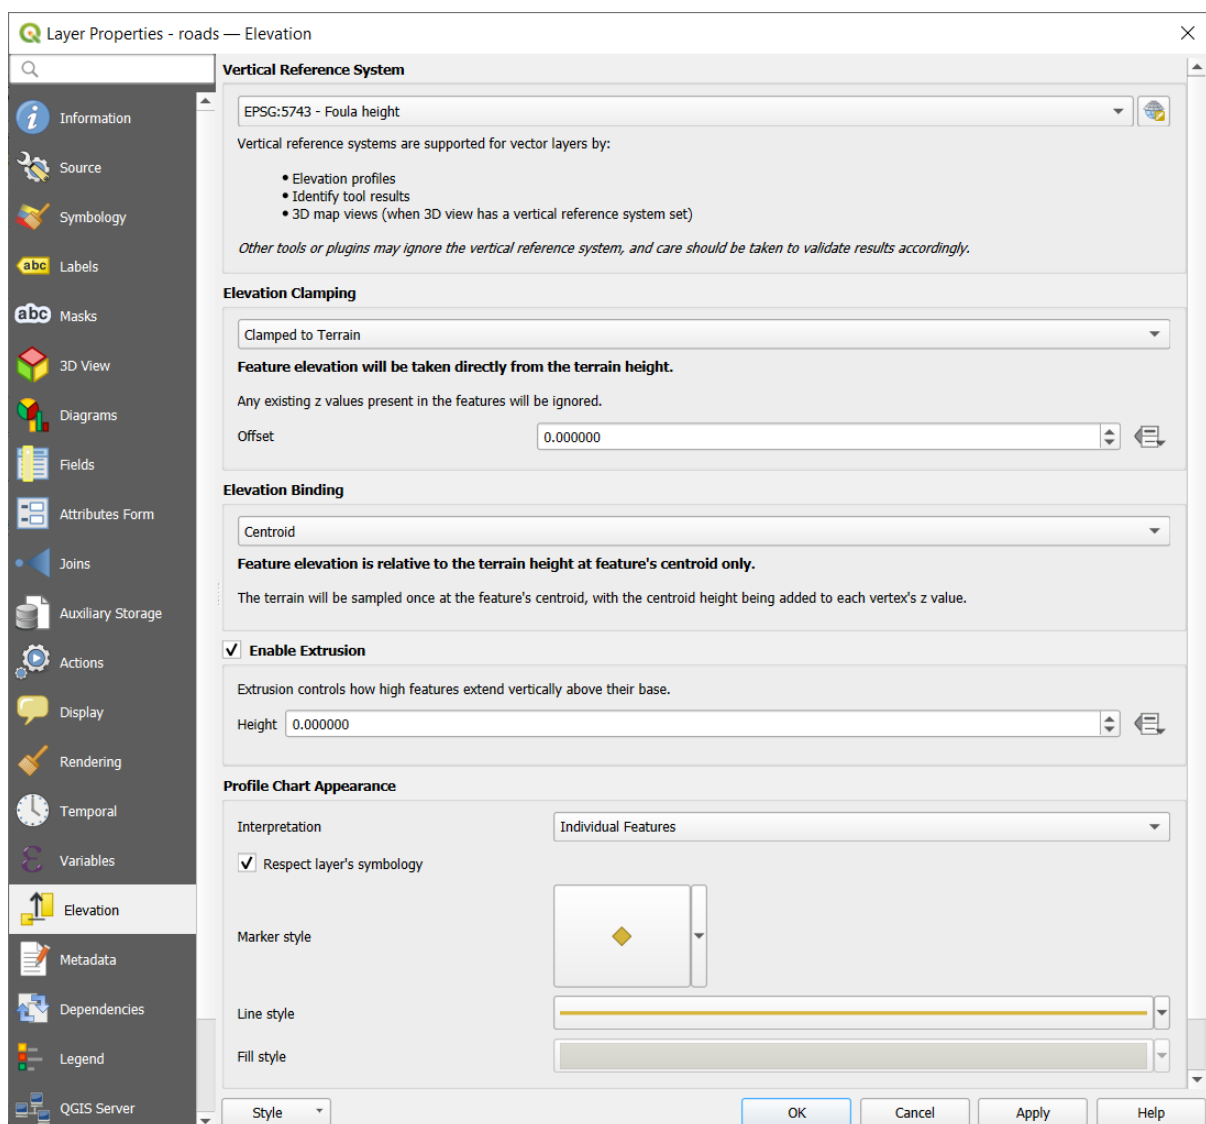 Layer Properties - roads — Elevation
Information
Source
Symbology
abc Labels
abc Masks
3D View
Diagrams
Fields
Attributes Form
Joins
Auxiliary Storage
Actions
Display
Rendering
Temporal
Variables
Elevation
Metadata
Dependencies
Legend
QGIS Server
Vertical Reference System
EPSG:5743 - Foula height
Vertical reference systems are supported for vector layers by:
• Elevation profiles
• Identify tool results
• 3D map views (when 3D view has a vertical reference system set)
Other tools or plugins may ignore the vertical reference system, and care should be taken to validate results accordingly.
Elevation Clamping
Clamped to Terrain
Feature elevation will be taken directly from the terrain height.
Any existing z values present in the features will be ignored.
Offset 0.000000
Elevation Binding
Centroid
Feature elevation is relative to the terrain height at feature's centroid only.
The terrain will be sampled once at the feature's centroid, with the centroid height being added to each vertex's z value.
Enable Extrusion
Extrusion controls how high features extend vertically above their base.
Height 0.000000
Profile Chart Appearance
Interpretation Individual Features
Respect layer's symbology
Marker style
Line style
Fill style
Style OK Cancel Apply Help